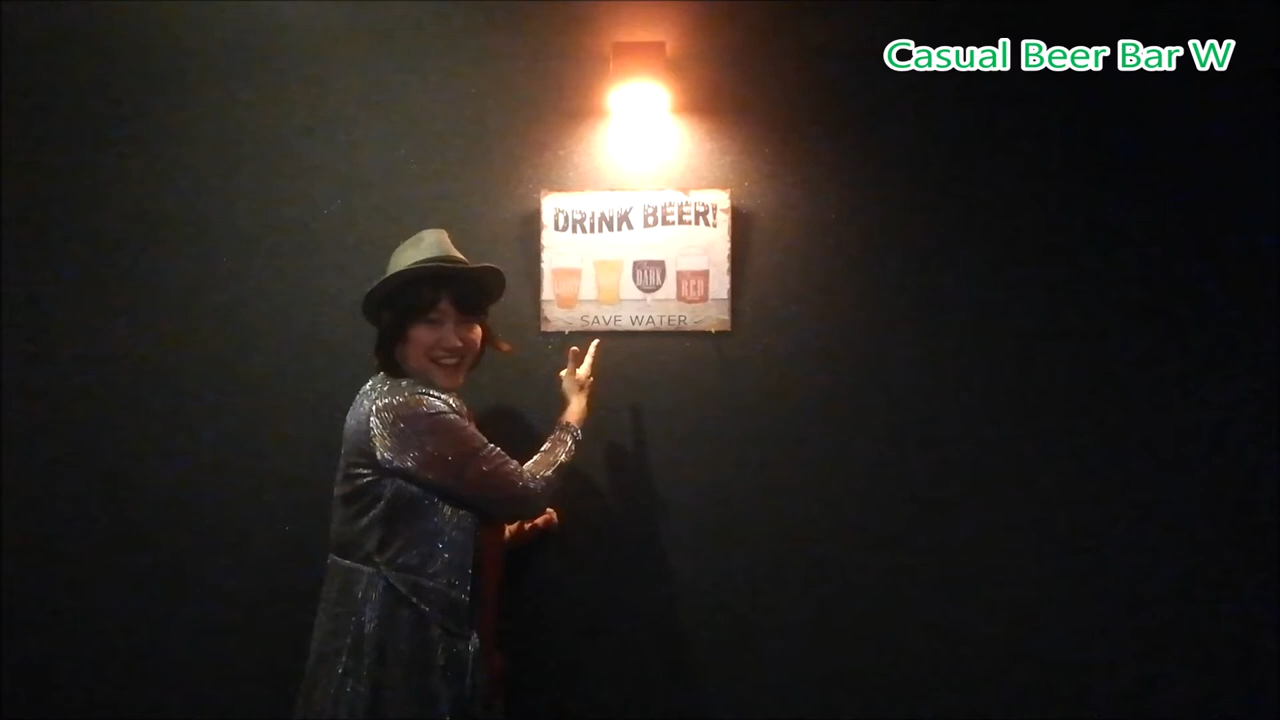 Casual Beer Bar W
DRINK BEER!
DARK
RED
- SAVE WATER -